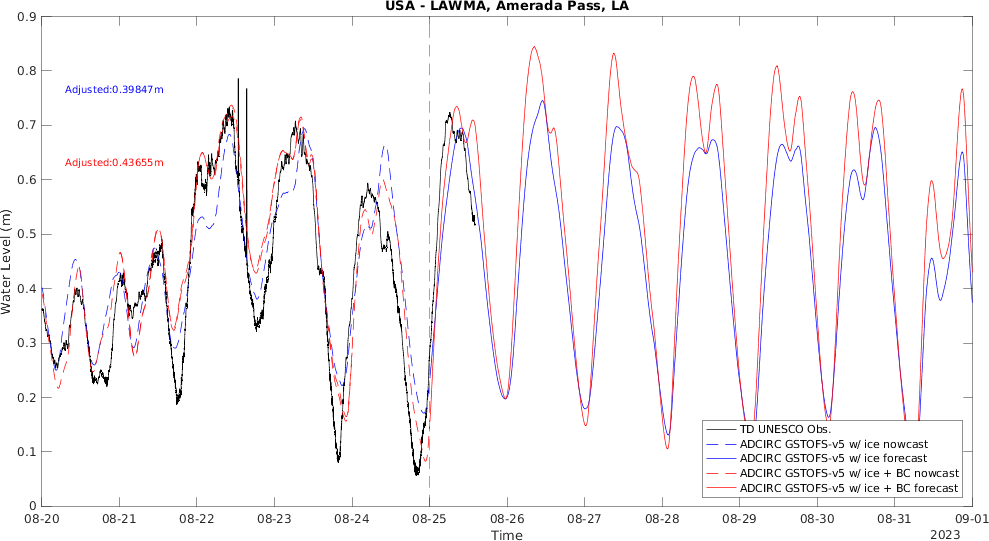 USA - LAWMA, Amerada Pass, LA
0.9
0.8
0.7
0.6
0.5
0.4
0.3
0.2
0.1
0
Water Level (m)
Adjusted:0.39847m
Adjusted:0.43655m
TD UNESCO Obs.
ADCIRC GSTOFS-v5 w/ ice nowcast
ADCIRC GSTOFS-v5 w/ ice forecast
ADCIRC GSTOFS-v5 w/ ice + BC nowcast
ADCIRC GSTOFS-v5 w/ ice + BC forecast
08-20 08-21 08-22 08-23 08-24 08-25 08-26 08-27 08-28 08-29 08-30 08-31 09-01
Time
2023